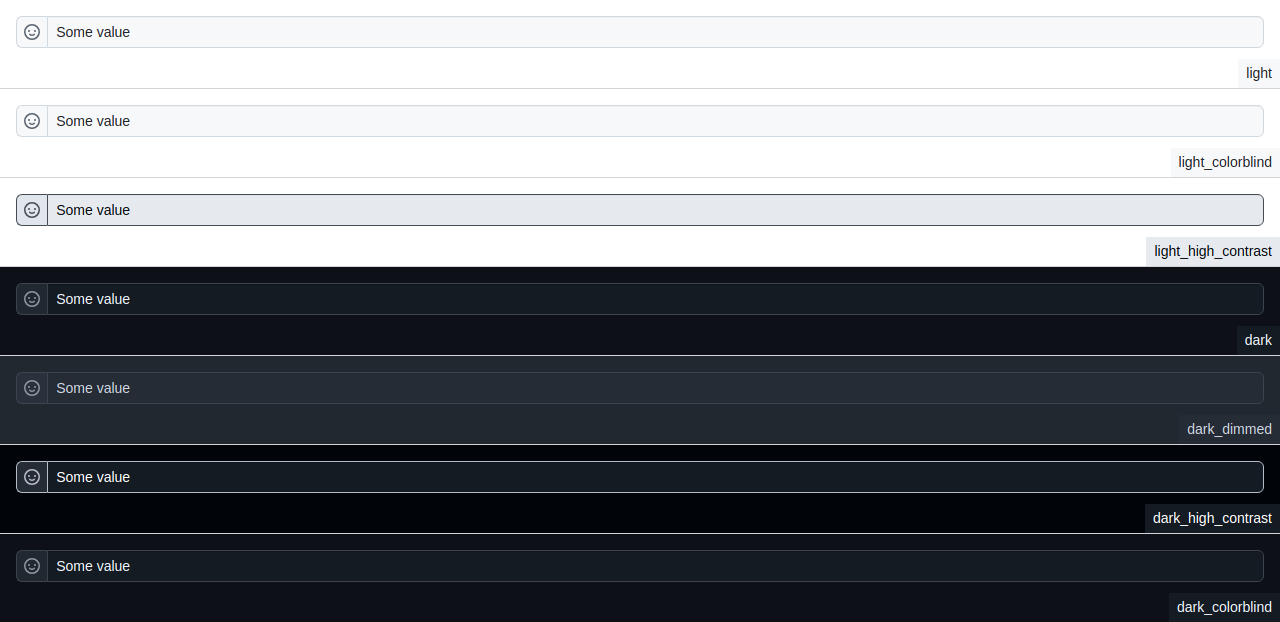 Some value
light
Some value
light_colorblind
Some value
light_high_contrast
Some value
dark
Some value
dark_dimmed
Some value
dark_high_contrast
Some value
dark_colorblind